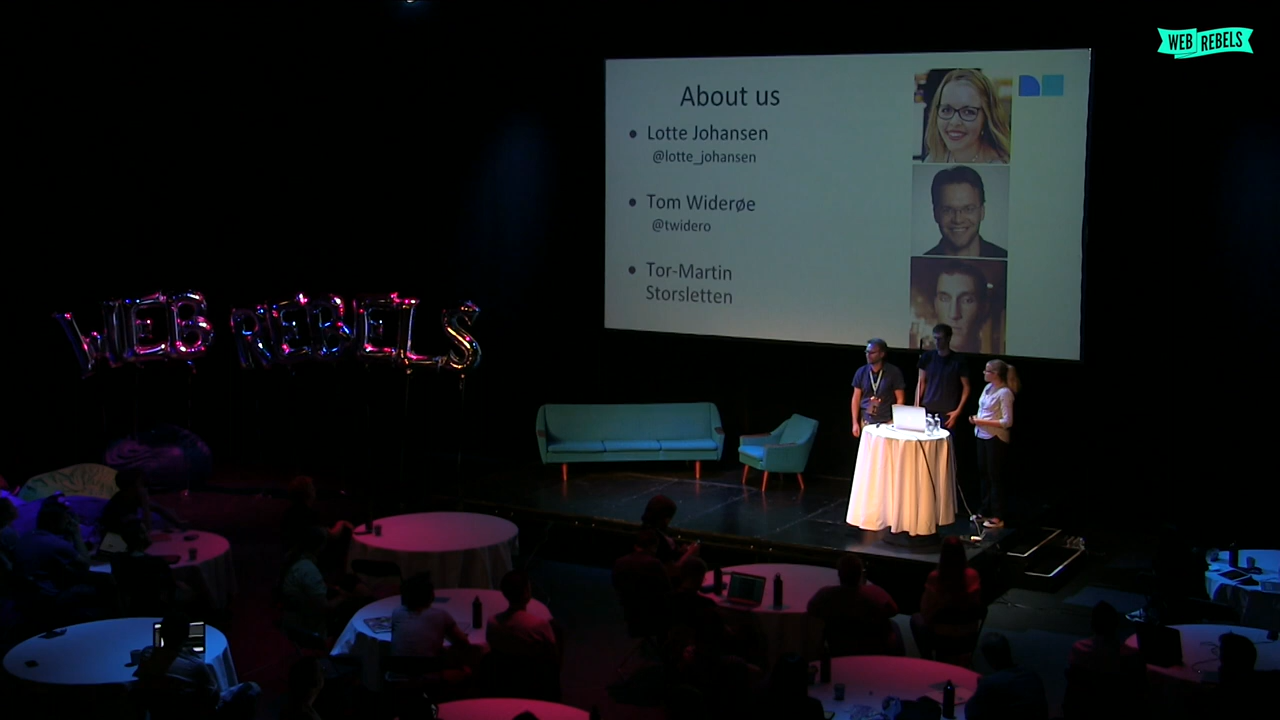 WEB REBELS
About us
• Lotte Johansen
@lotte_johansen
• Tom Widerøe
@twidero
• Tor-Martin
Storsletten
WEB REBELS